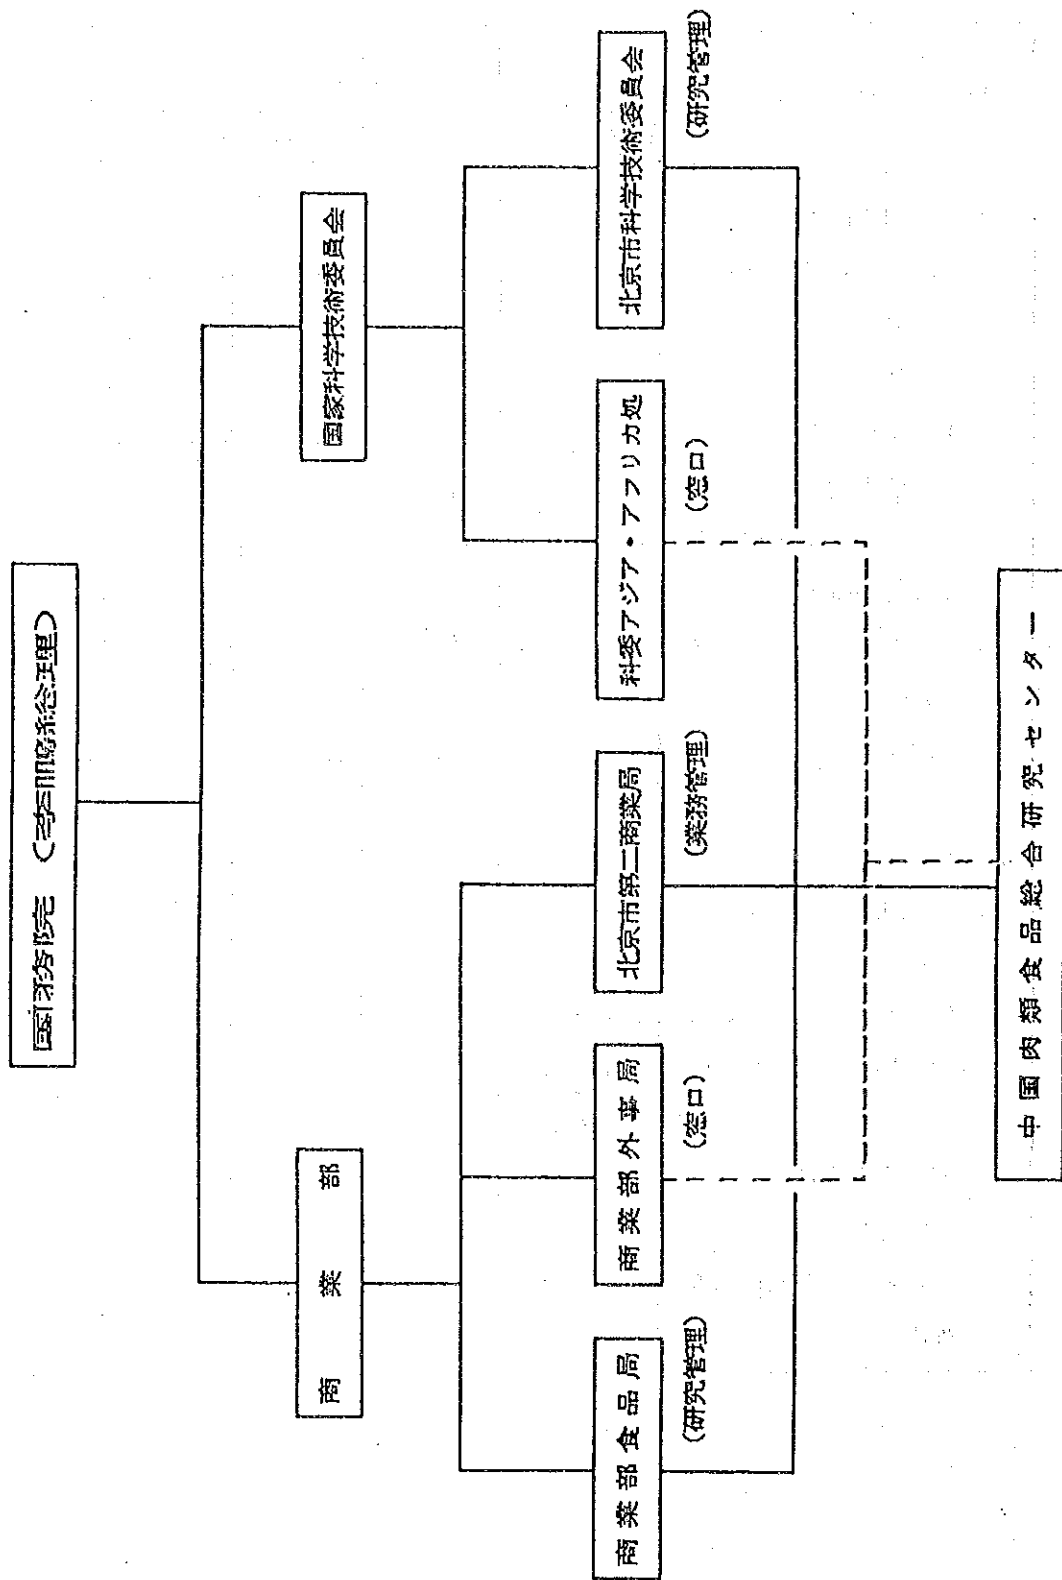 国務院 (李鵬総理)
商業部
国家科学技術委員会
商業部食品局
商業部外事局
北京市第二商業局
科委アジア・アフリカ処
北京市科学技術委員会
(研究管理)
(窓口)
(業務管理)
(窓口)
(研究管理)
中国肉類食品総合研究センター